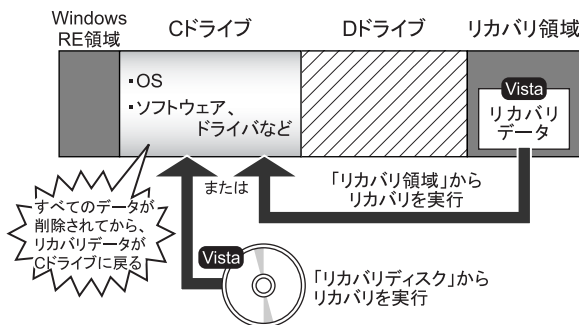 Windows
RE領域
Cドライブ
Dドライブ
リカバリ領域
・OS
・ソフトウェア、
ドライバなど
Vista
リカバリ
データ
すべてのデータが
削除されてから、
リカバリデータが
Cドライブに戻る
または
「リカバリ領域」から
リカバリを実行
Vista
「リカバリディスク」から
リカバリを実行